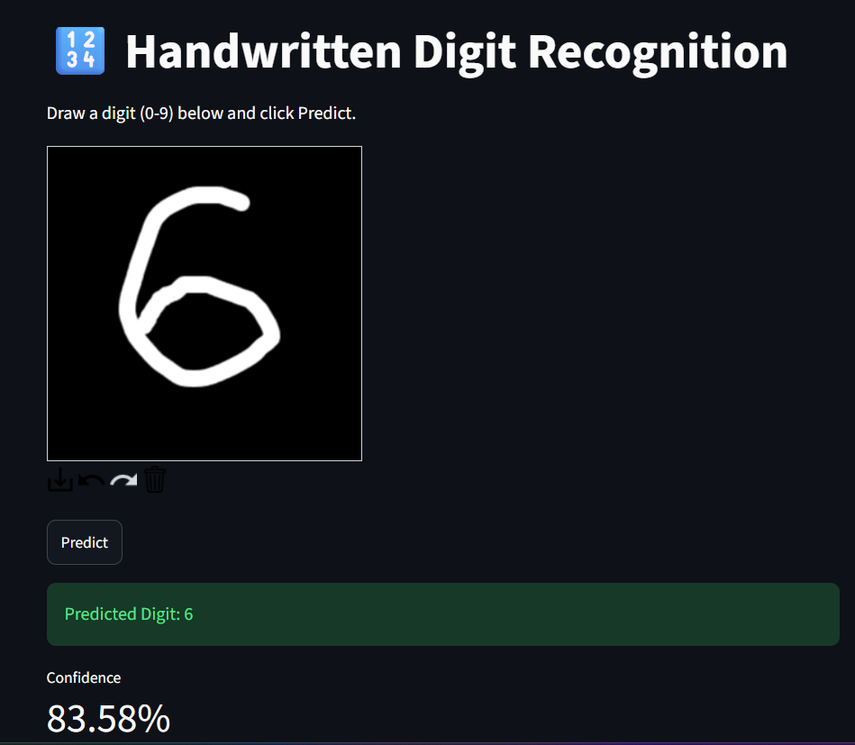 🔢 Handwritten Digit Recognition
Draw a digit (0-9) below and click Predict.
6
Predict
Predicted Digit: 6
Confidence
83.58%